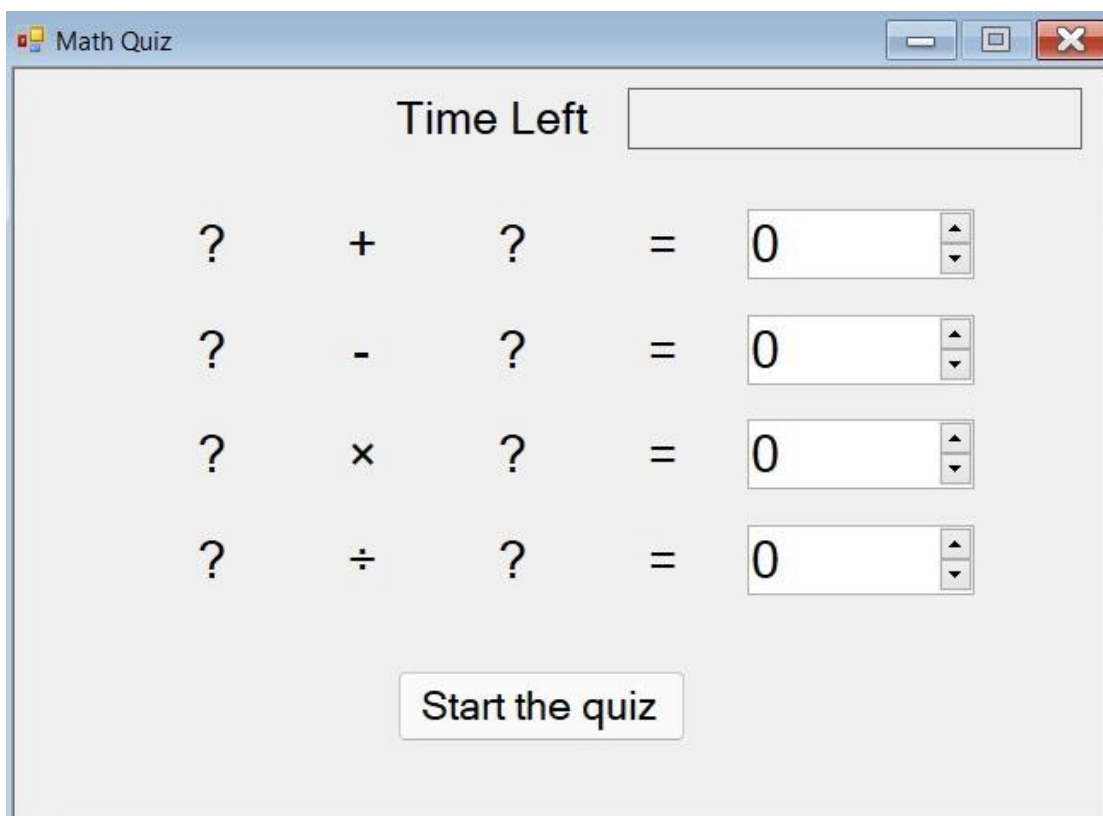 Math Quiz
Time Left
? + ? = 0
? - ? = 0
? × ? = 0
? ÷ ? = 0
Start the quiz